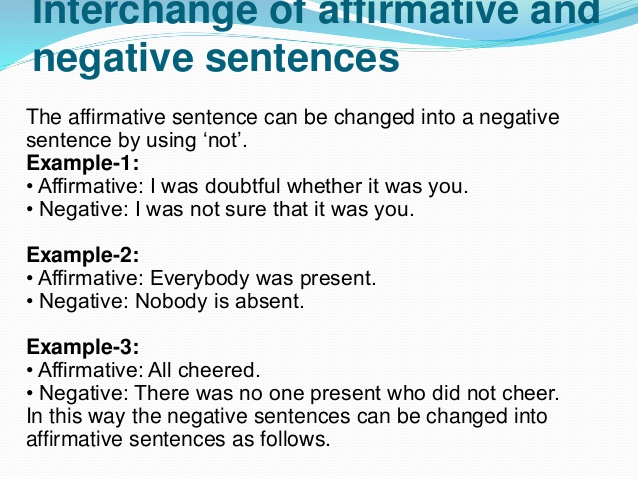 Interchange of affirmative and
negative sentences
The affirmative sentence can be changed into a negative
sentence by using ‘not’.
Example-1:
• Affirmative: I was doubtful whether it was you.
• Negative: I was not sure that it was you.
Example-2:
• Affirmative: Everybody was present.
• Negative: Nobody is absent.
Example-3:
• Affirmative: All cheered.
• Negative: There was no one present who did not cheer.
In this way the negative sentences can be changed into
affirmative sentences as follows.